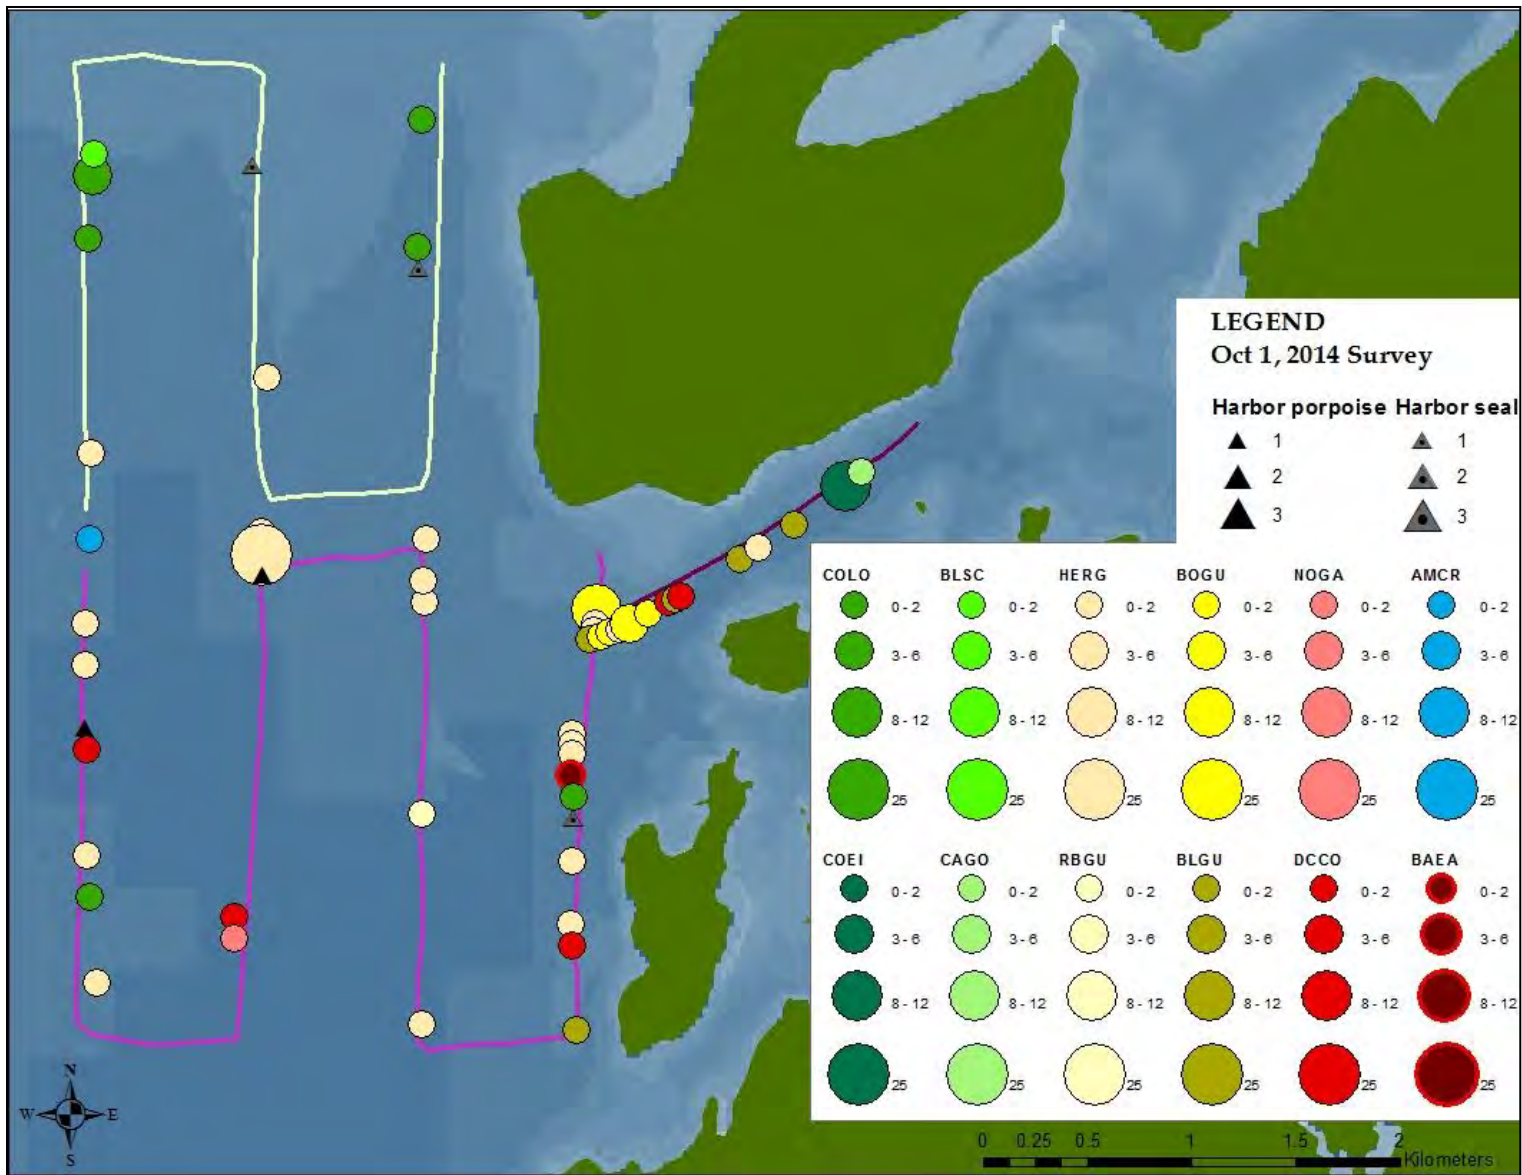 LEGEND
Oct 1, 2014 Survey
Harbor porpoise Harbor seal
1 1
2 2
3 3
COLO BLSC HERG BOGU NOGA AMCR
0 - 2 0 - 2 0 - 2 0 - 2 0 - 2 0 - 2
3 - 6 3 - 6 3 - 6 3 - 6 3 - 6 3 - 6
8 - 12 8 - 12 8 - 12 8 - 12 8 - 12 8 - 12
25 25 25 25 25 25
COEI CAGO RBGU BLGU DCCO BAEA
0 - 2 0 - 2 0 - 2 0 - 2 0 - 2 0 - 2
3 - 6 3 - 6 3 - 6 3 - 6 3 - 6 3 - 6
8 - 12 8 - 12 8 - 12 8 - 12 8 - 12 8 - 12
25 25 25 25 25 25
N
W E
S
0 0.25 0.5 1 1.5 2
Kilometers